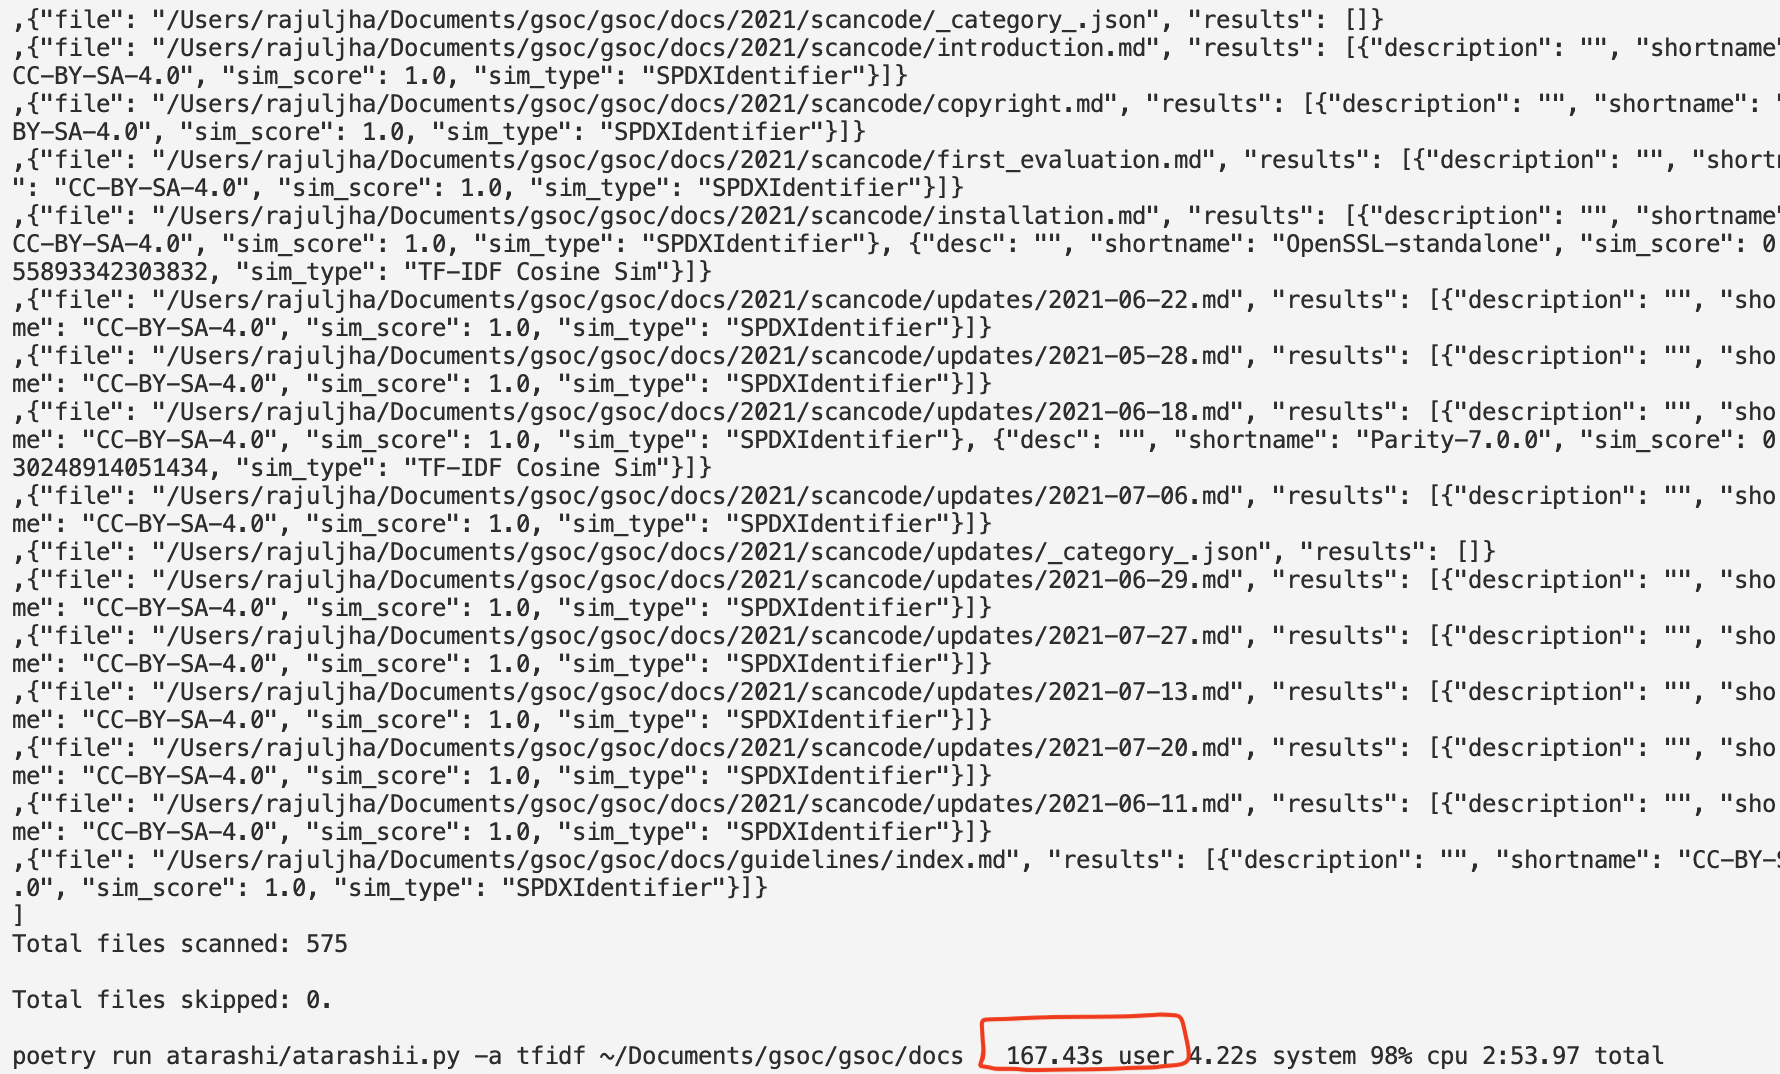 ,{"file": "/Users/rajuljha/Documents/gsoc/gsoc/docs/2021/scancode/_category_.json", "results": []}
,{"file": "/Users/rajuljha/Documents/gsoc/gsoc/docs/2021/scancode/introduction.md", "results": [{"description": "", "shortname"
CC-BY-SA-4.0", "sim_score": 1.0, "sim_type": "SPDXIdentifier"}]}
,{"file": "/Users/rajuljha/Documents/gsoc/gsoc/docs/2021/scancode/copyright.md", "results": [{"description": "", "shortname": "
BY-SA-4.0", "sim_score": 1.0, "sim_type": "SPDXIdentifier"}]}
,{"file": "/Users/rajuljha/Documents/gsoc/gsoc/docs/2021/scancode/first_evaluation.md", "results": [{"description": "", "shortn
": "CC-BY-SA-4.0", "sim_score": 1.0, "sim_type": "SPDXIdentifier"}]}
,{"file": "/Users/rajuljha/Documents/gsoc/gsoc/docs/2021/scancode/installation.md", "results": [{"description": "", "shortname"
CC-BY-SA-4.0", "sim_score": 1.0, "sim_type": "SPDXIdentifier"}, {"desc": "", "shortname": "OpenSSL-standalone", "sim_score": 0
55893342303832, "sim_type": "TF-IDF Cosine Sim"}]}
,{"file": "/Users/rajuljha/Documents/gsoc/gsoc/docs/2021/scancode/updates/2021-06-22.md", "results": [{"description": "", "sho
me": "CC-BY-SA-4.0", "sim_score": 1.0, "sim_type": "SPDXIdentifier"}]}
,{"file": "/Users/rajuljha/Documents/gsoc/gsoc/docs/2021/scancode/updates/2021-05-28.md", "results": [{"description": "", "sho
me": "CC-BY-SA-4.0", "sim_score": 1.0, "sim_type": "SPDXIdentifier"}]}
,{"file": "/Users/rajuljha/Documents/gsoc/gsoc/docs/2021/scancode/updates/2021-06-18.md", "results": [{"description": "", "sho
me": "CC-BY-SA-4.0", "sim_score": 1.0, "sim_type": "SPDXIdentifier"}, {"desc": "", "shortname": "Parity-7.0.0", "sim_score": 0
30248914051434, "sim_type": "TF-IDF Cosine Sim"}]}
,{"file": "/Users/rajuljha/Documents/gsoc/gsoc/docs/2021/scancode/updates/2021-07-06.md", "results": [{"description": "", "sho
me": "CC-BY-SA-4.0", "sim_score": 1.0, "sim_type": "SPDXIdentifier"}]}
,{"file": "/Users/rajuljha/Documents/gsoc/gsoc/docs/2021/scancode/updates/_category_.json", "results": []}
,{"file": "/Users/rajuljha/Documents/gsoc/gsoc/docs/2021/scancode/updates/2021-06-29.md", "results": [{"description": "", "sho
me": "CC-BY-SA-4.0", "sim_score": 1.0, "sim_type": "SPDXIdentifier"}]}
,{"file": "/Users/rajuljha/Documents/gsoc/gsoc/docs/2021/scancode/updates/2021-07-27.md", "results": [{"description": "", "sho
me": "CC-BY-SA-4.0", "sim_score": 1.0, "sim_type": "SPDXIdentifier"}]}
,{"file": "/Users/rajuljha/Documents/gsoc/gsoc/docs/2021/scancode/updates/2021-07-13.md", "results": [{"description": "", "sho
me": "CC-BY-SA-4.0", "sim_score": 1.0, "sim_type": "SPDXIdentifier"}]}
,{"file": "/Users/rajuljha/Documents/gsoc/gsoc/docs/2021/scancode/updates/2021-07-20.md", "results": [{"description": "", "sho
me": "CC-BY-SA-4.0", "sim_score": 1.0, "sim_type": "SPDXIdentifier"}]}
,{"file": "/Users/rajuljha/Documents/gsoc/gsoc/docs/2021/scancode/updates/2021-06-11.md", "results": [{"description": "", "sho
me": "CC-BY-SA-4.0", "sim_score": 1.0, "sim_type": "SPDXIdentifier"}]}
,{"file": "/Users/rajuljha/Documents/gsoc/gsoc/docs/guidelines/index.md", "results": [{"description": "", "shortname": "CC-BY-S
.0", "sim_score": 1.0, "sim_type": "SPDXIdentifier"}]}
]
Total files scanned: 575
Total files skipped: 0.
poetry run atarashi/atarashii.py -a tfidf ~/Documents/gsoc/gsoc/docs 167.43s user 4.22s system 98% cpu 2:53.97 total